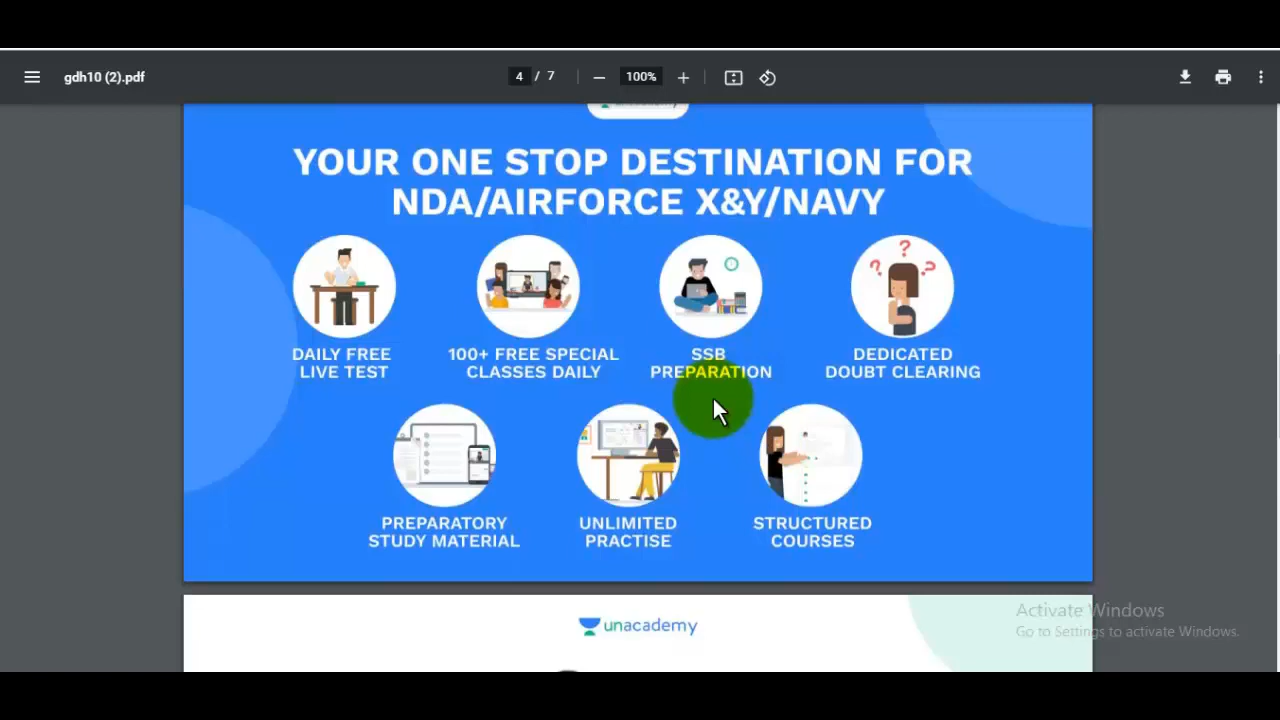 gdh10 (2).pdf
4 / 7
100%
YOUR ONE STOP DESTINATION FOR
NDA/AIRFORCE X&Y/NAVY
DAILY FREE
LIVE TEST
100+ FREE SPECIAL
CLASSES DAILY
SSB
PREPARATION
DEDICATED
DOUBT CLEARING
PREPARATORY
STUDY MATERIAL
UNLIMITED
PRACTISE
STRUCTURED
COURSES
unacademy
Activate Windows
Go to Settings to activate Windows.